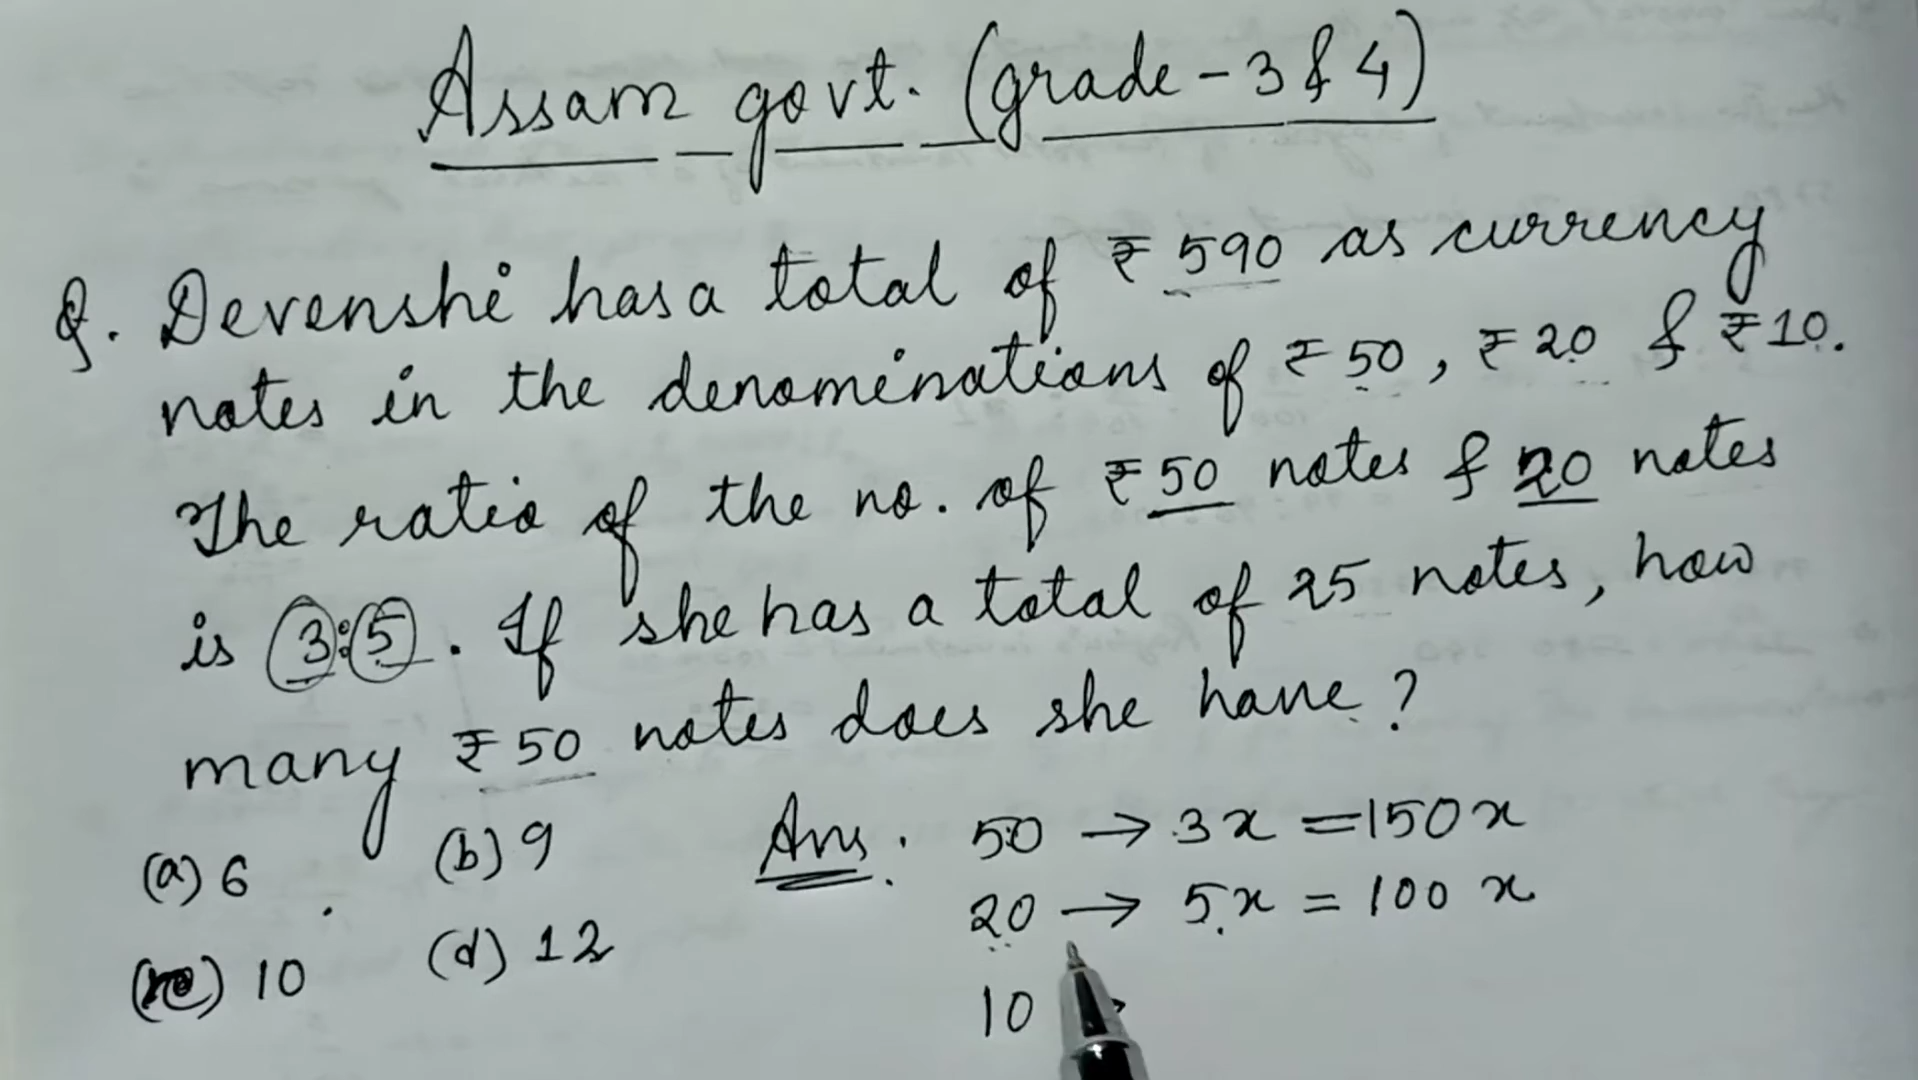 Assam govt. (grade-3 & 4)
Q. Devenshi has a total of ₹ 590 as currency
notes in the denominations of ₹ 50, ₹ 20 & ₹ 10.
The ratio of the no. of ₹ 50 notes & 20 notes
is 3:5. If she has a total of 25 notes, how
many ₹ 50 notes does she have?
(a) 6 (b) 9
(c) 10 (d) 12
Ans. 50 → 3x = 150x
20 → 5x = 100 x
10 →